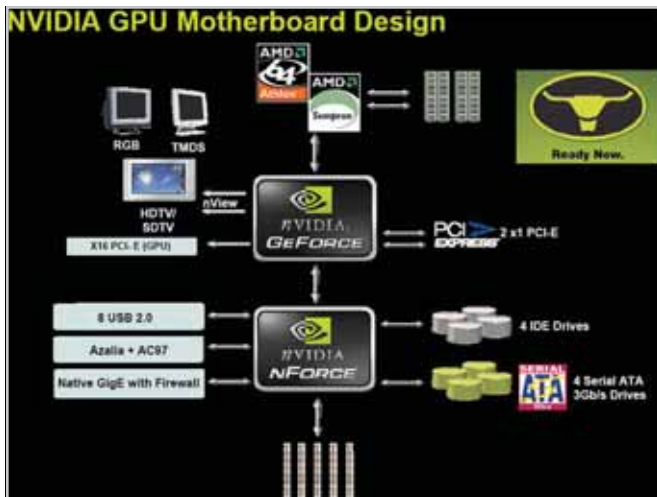 NVIDIA GPU Motherboard Design
AMD
64
Athlon
AMD
Sempron
Ready Now.
RGB
TMDS
HDTV/
SDTV
nView
NVIDIA
GEFORCE
X16 PCI-E (GPU)
PCI
EXPRESS
2 x1 PCI-E
8 USB 2.0
Azalia + AC97
Native GigE with Firewall
NVIDIA
NFORCE
4 IDE Drives
SERIAL
ATA
4 Serial ATA
3Gb/s Drives